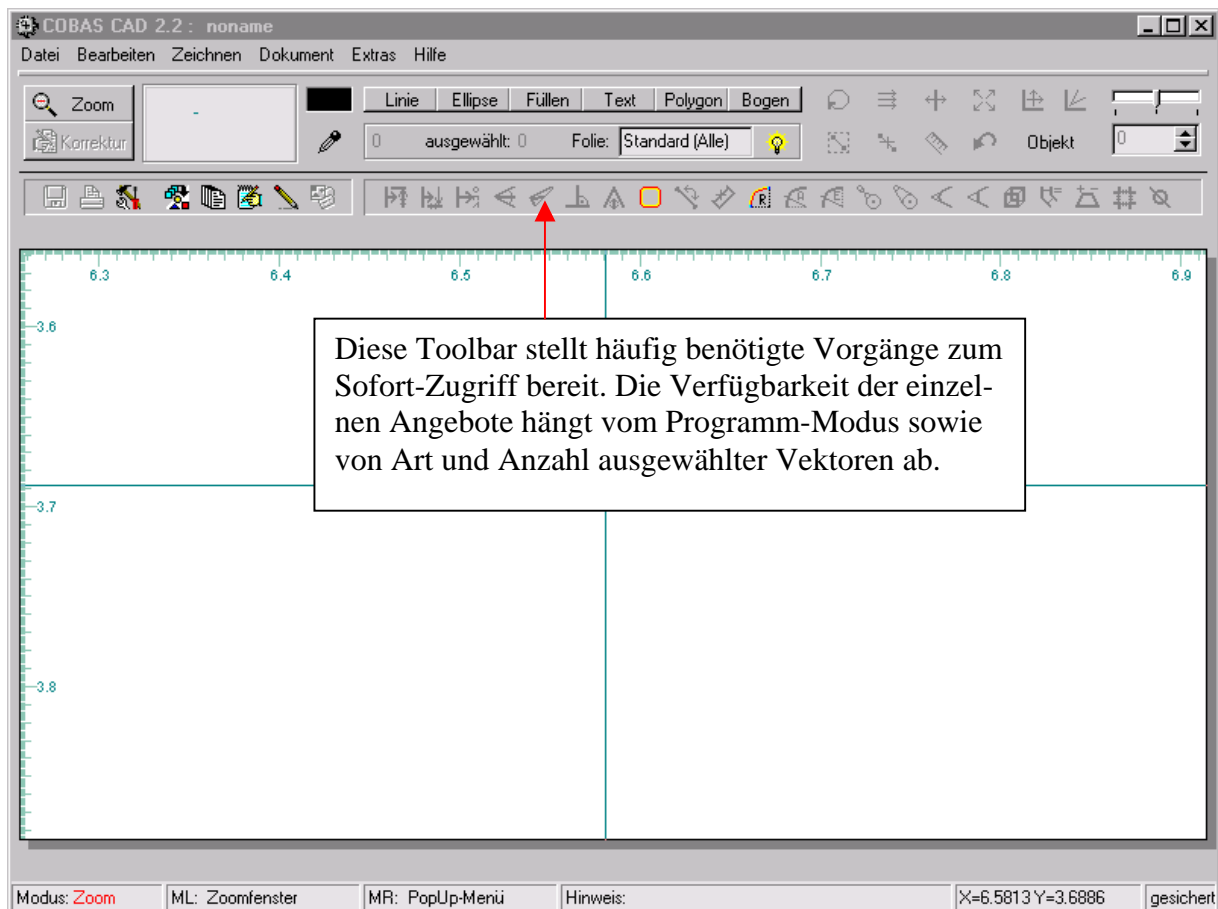 COBAS CAD 2.2 : noname
Datei Bearbeiten Zeichnen Dokument Extras Hilfe
Zoom Linie Ellipse Füllen Text Polygon Bogen
Korrektur 0 ausgewählt: 0 Folie: Standard (Alle) Objekt 0
6.3 6.4 6.5 6.6 6.7 6.8 6.9
3.6
Diese Toolbar stellt häufig benötigte Vorgänge zum
Sofort-Zugriff bereit. Die Verfügbarkeit der einzel-
nen Angebote hängt vom Programm-Modus sowie
von Art und Anzahl ausgewählter Vektoren ab.
3.7
3.8
Modus: Zoom ML: Zoomfenster MR: PopUp-Menü Hinweis: X=6.5813 Y=3.6886 gesichert